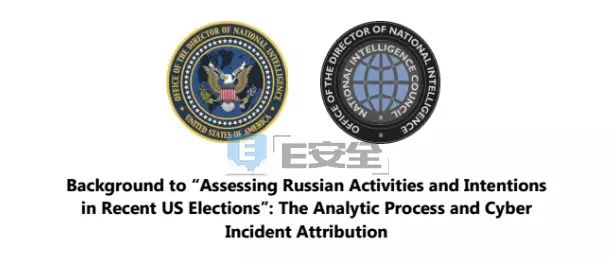 OFFICE OF THE DIRECTOR OF NATIONAL INTELLIGENCE
UNITED STATES OF AMERICA
OFFICE OF THE DIRECTOR OF NATIONAL INTELLIGENCE
NATIONAL INTELLIGENCE COUNCIL
E E安全
Background to “Assessing Russian Activities and Intentions
in Recent US Elections”: The Analytic Process and Cyber
Incident Attribution